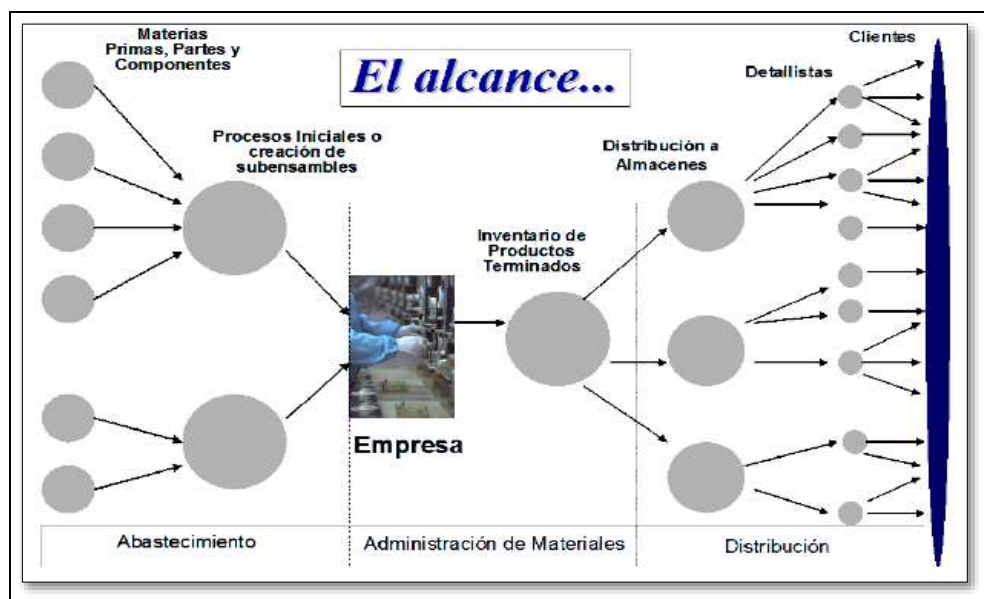 Materias
Primas, Partes y
Componentes
El alcance...
Clientes
Detallistas
Procesos Iniciales o
creación de
subensambles
Distribución a
Almacenes
Inventario de
Productos
Terminados
Empresa
Abastecimiento
Administración de Materiales
Distribución